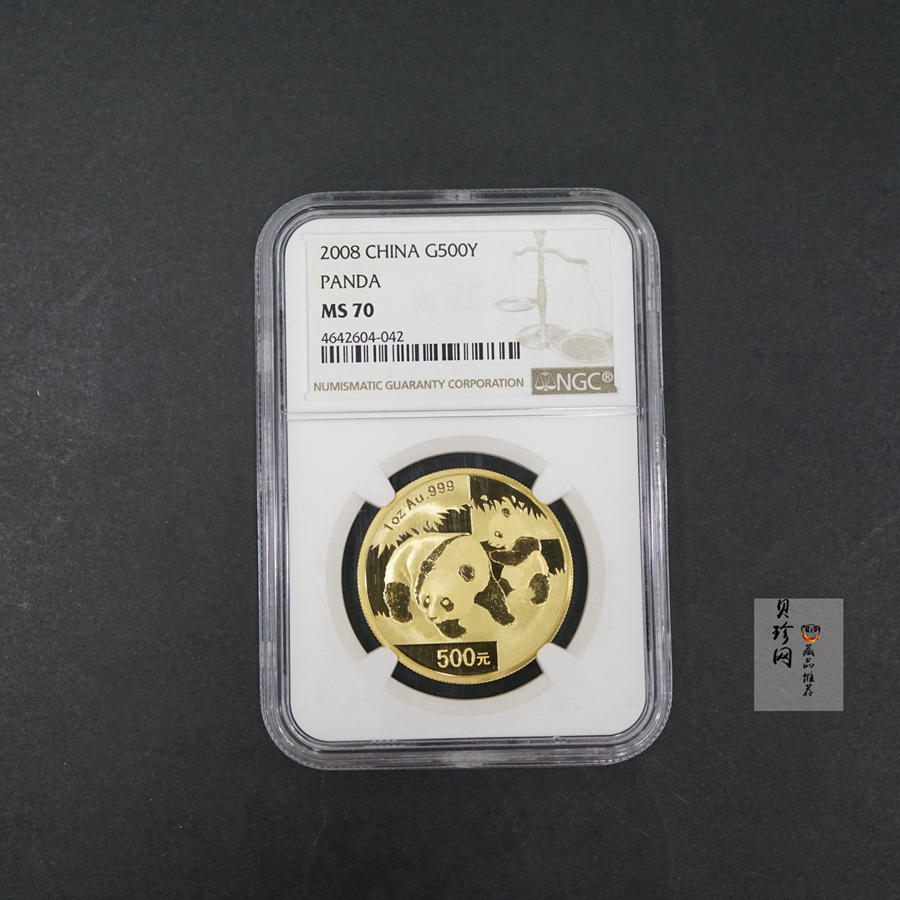 2008 CHINA G500Y
PANDA
MS 70
4642604-042
NUMISMATIC GUARANTY CORPORATION
NGC®
1oz Au.999
500元
贝珍网
藏品推荐